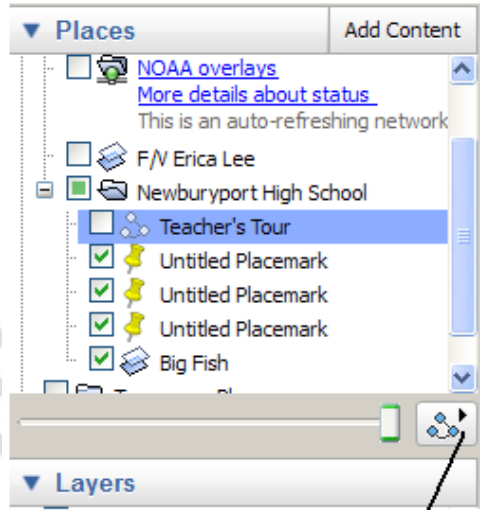 Places
Add Content
NOAA overlays
More details about status
This is an auto-refreshing network
F/V Erica Lee
Newburyport High School
Teacher's Tour
Untitled Placemark
Untitled Placemark
Untitled Placemark
Big Fish
Layers